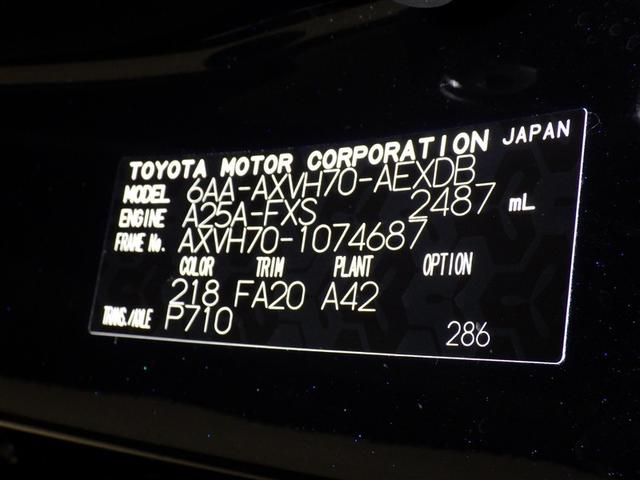 TOYOTA MOTOR CORPORATION JAPAN
MODEL 6AA-AXVH70-AEXDB
ENGINE A25A-FXS 2487 mL
FRAME No. AXVH70-1074687
COLOR TRIM PLANT OPTION
218 FA20 A42
TRANS./AXLE P710
286